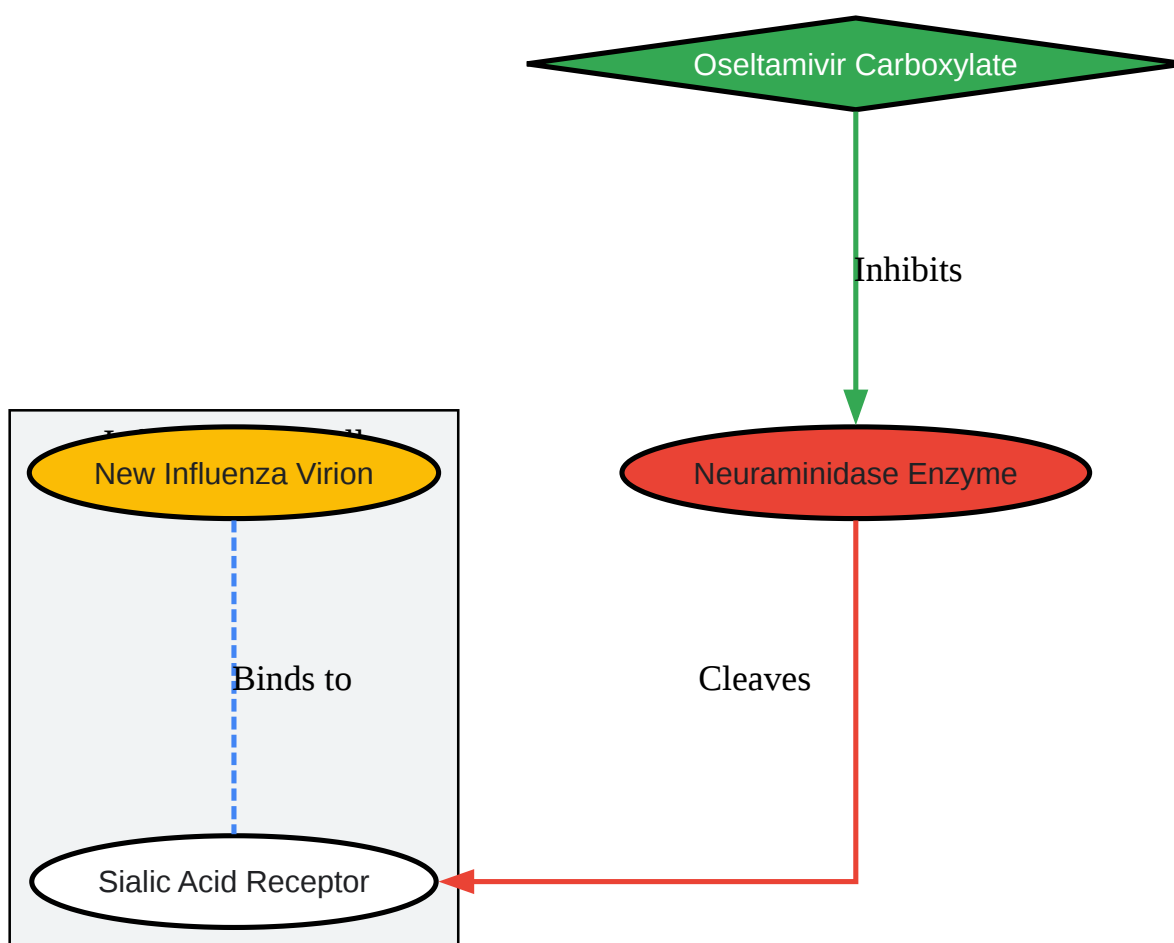 Oseltamivir Carboxylate
Inhibits
New Influenza Virion
Neuraminidase Enzyme
Binds to
Cleaves
Sialic Acid Receptor